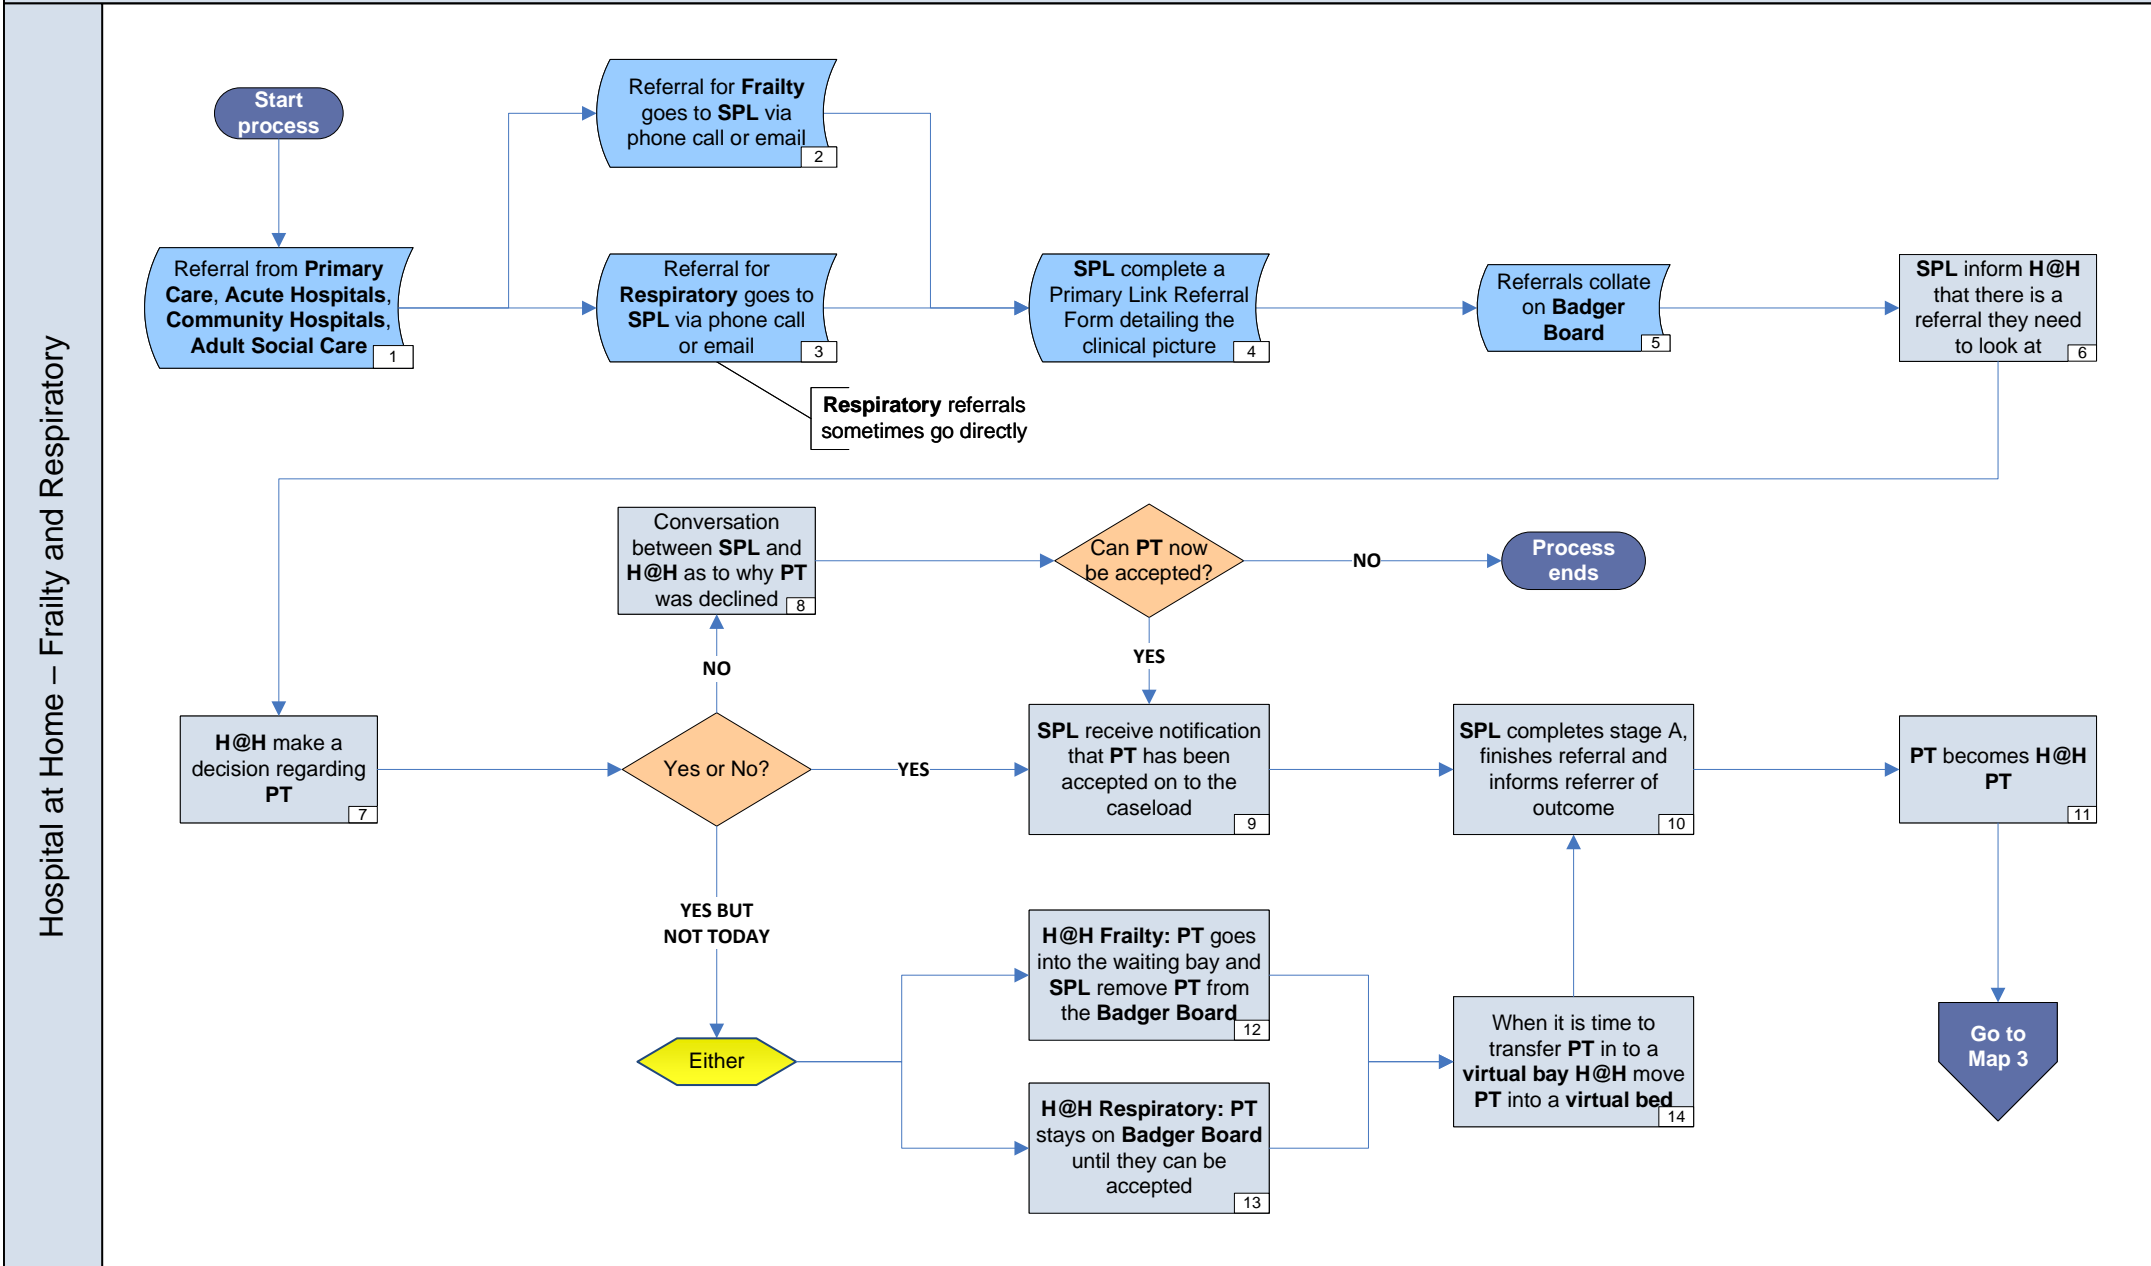 Hospital at Home – Frailty and Respiratory
Start
process
Referral from Primary
Care, Acute Hospitals,
Community Hospitals,
Adult Social Care
1
Referral for Frailty
goes to SPL via
phone call or email
2
Referral for
Respiratory goes to
SPL via phone call
or email
3
Respiratory referrals
sometimes go directly
SPL complete a
Primary Link Referral
Form detailing the
clinical picture
4
Referrals collate
on Badger
Board
5
SPL inform H@H
that there is a
referral they need
to look at
6
H@H make a
decision regarding
PT
7
Yes or No?
NO
Conversation
between SPL and
H@H as to why PT
was declined
8
Can PT now
be accepted?
NO
Process
ends
YES
YES
SPL receive notification
that PT has been
accepted on to the
caseload
9
SPL completes stage A,
finishes referral and
informs referrer of
outcome
10
PT becomes H@H
PT
11
Go to
Map 3
YES BUT
NOT TODAY
Either
H@H Frailty: PT goes
into the waiting bay and
SPL remove PT from
the Badger Board
12
H@H Respiratory: PT
stays on Badger Board
until they can be
accepted
13
When it is time to
transfer PT in to a
virtual bay H@H move
PT into a virtual bed
14